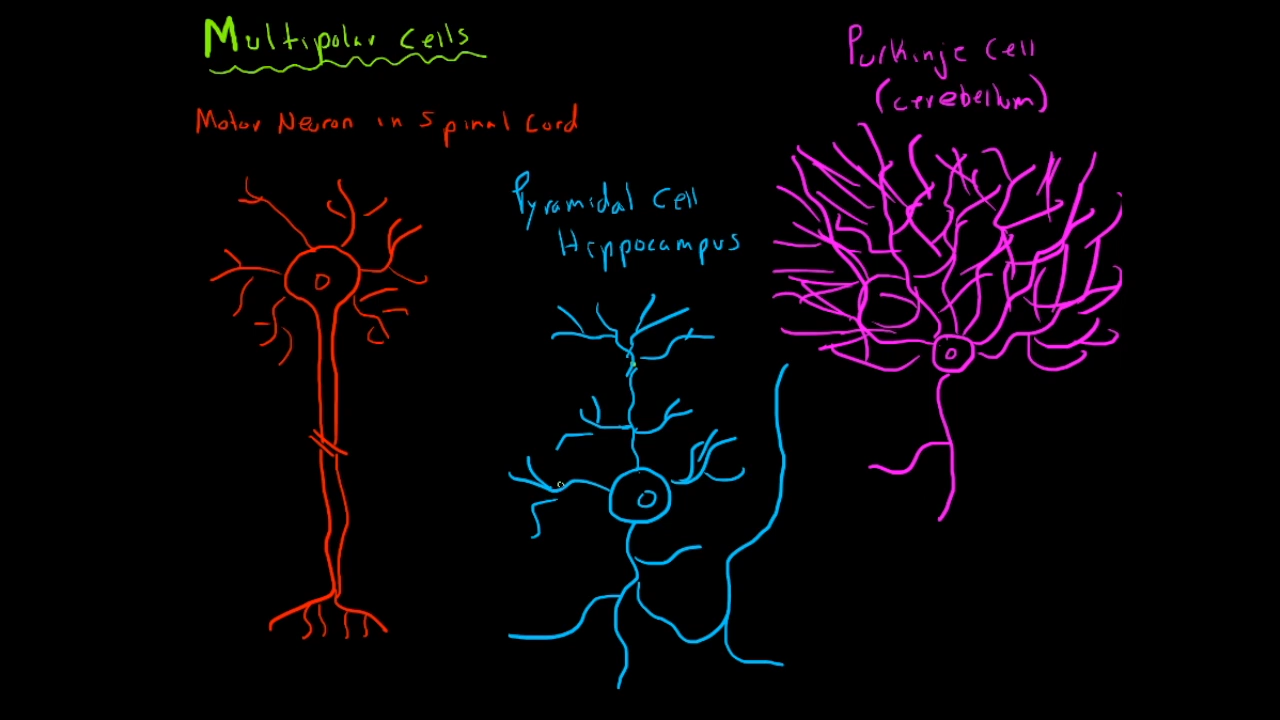 Multipolar Cells
Motor Neuron in Spinal Cord
Pyramidal Cell
Hippocampus
Purkinje Cell
(cerebellum)